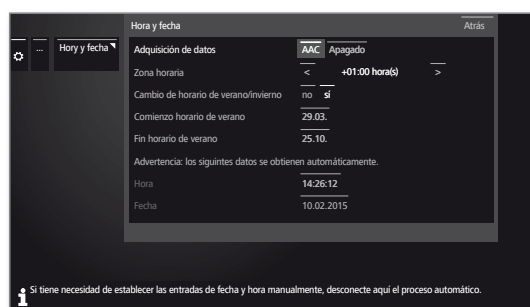 Hora y fecha Atrás
... Hory y fecha
Adquisición de datos AAC Apagado
Zona horaria < +01:00 hora(s) >
Cambio de horario de verano/invierno no sí
Comienzo horario de verano 29.03.
Fin horario de verano 25.10.
Advertencia: los siguintes datos se obtienen automáticamente.
Hora 14:26:12
Fecha 10.02.2015
Si tiene necesidad de establecer las entradas de fecha y hora manualmente, desconecte aquí el proceso automático.